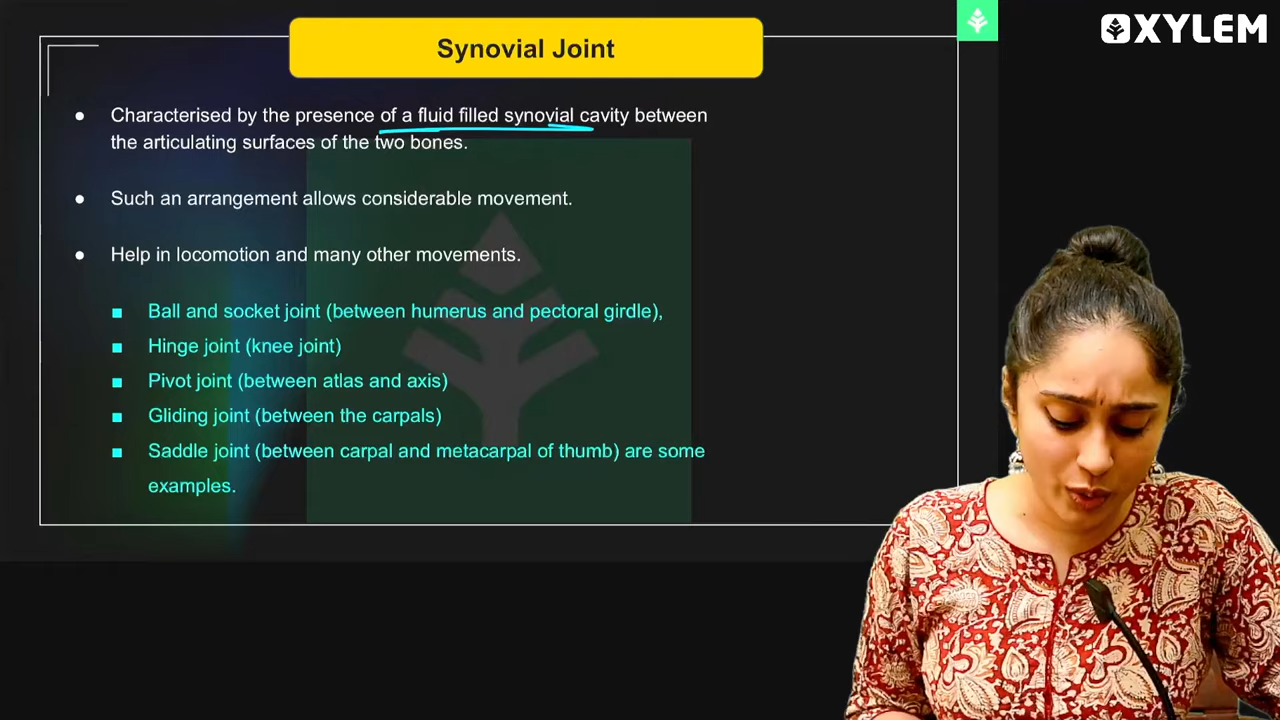 Synovial Joint
XYLEM
● Characterised by the presence of a fluid filled synovial cavity between
the articulating surfaces of the two bones.
● Such an arrangement allows considerable movement.
● Help in locomotion and many other movements.
■ Ball and socket joint (between humerus and pectoral girdle),
■ Hinge joint (knee joint)
■ Pivot joint (between atlas and axis)
■ Gliding joint (between the carpals)
■ Saddle joint (between carpal and metacarpal of thumb) are some
examples.